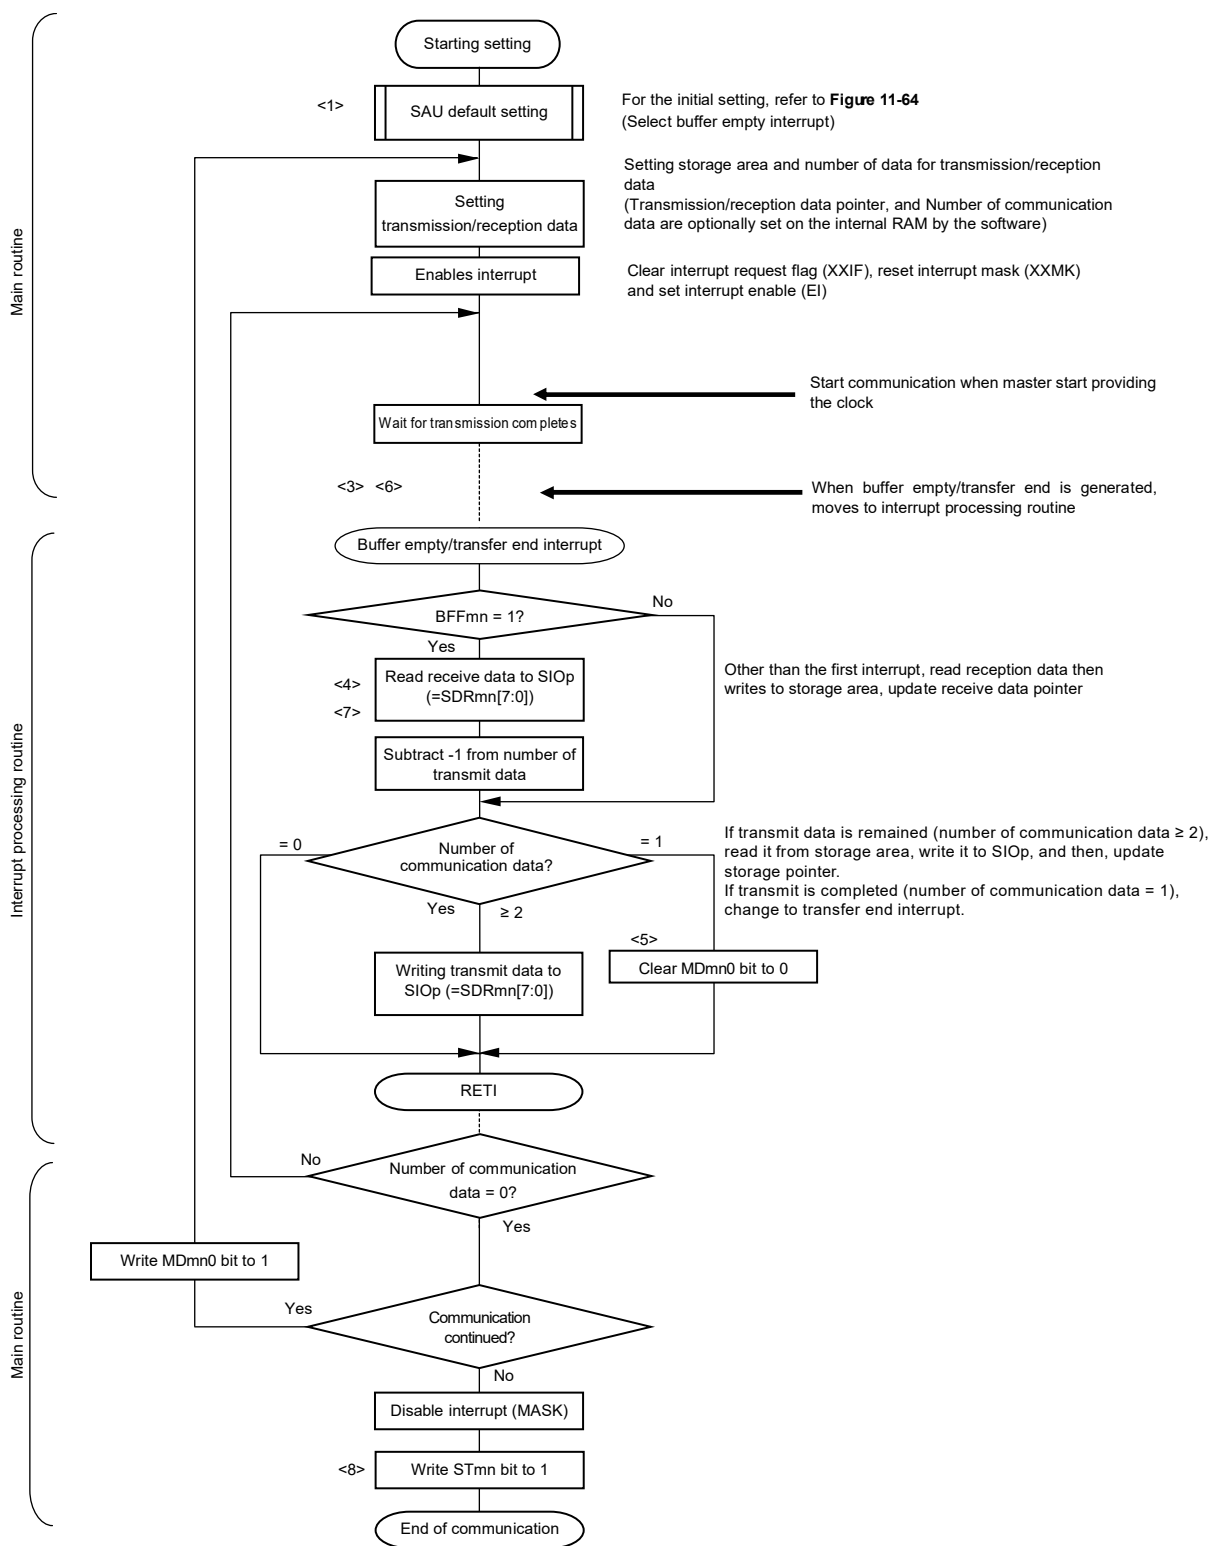 Starting setting
<1>
SAU default setting
For the initial setting, refer to Figure 11-64
(Select buffer empty interrupt)
Setting storage area and number of data for transmission/reception
data
(Transmission/reception data pointer, and Number of communication
data are optionally set on the internal RAM by the software)
Setting
transmission/reception data
Main routine
Enables interrupt
Clear interrupt request flag (XXIF), reset interrupt mask (XXMK)
and set interrupt enable (EI)
Start communication when master start providing
the clock
Wait for transmission completes
<3> <6>
When buffer empty/transfer end is generated,
moves to interrupt processing routine
Buffer empty/transfer end interrupt
BFFmn = 1?
No
Yes
<4>
Read receive data to SIOp
(=SDRmn[7:0])
<7>
Other than the first interrupt, read reception data then
writes to storage area, update receive data pointer
Subtract -1 from number of
transmit data
Interrupt processing routine
= 0
Number of
communication data?
= 1
If transmit data is remained (number of communication data ≥ 2),
read it from storage area, write it to SIOp, and then, update
storage pointer.
If transmit is completed (number of communication data = 1),
change to transfer end interrupt.
Yes
≥ 2
<5>
Writing transmit data to
SIOp (=SDRmn[7:0])
Clear MDmn0 bit to 0
RETI
No
Number of communication
data = 0?
Yes
Write MDmn0 bit to 1
Yes
Communication
continued?
No
Main routine
Disable interrupt (MASK)
<8>
Write STmn bit to 1
End of communication